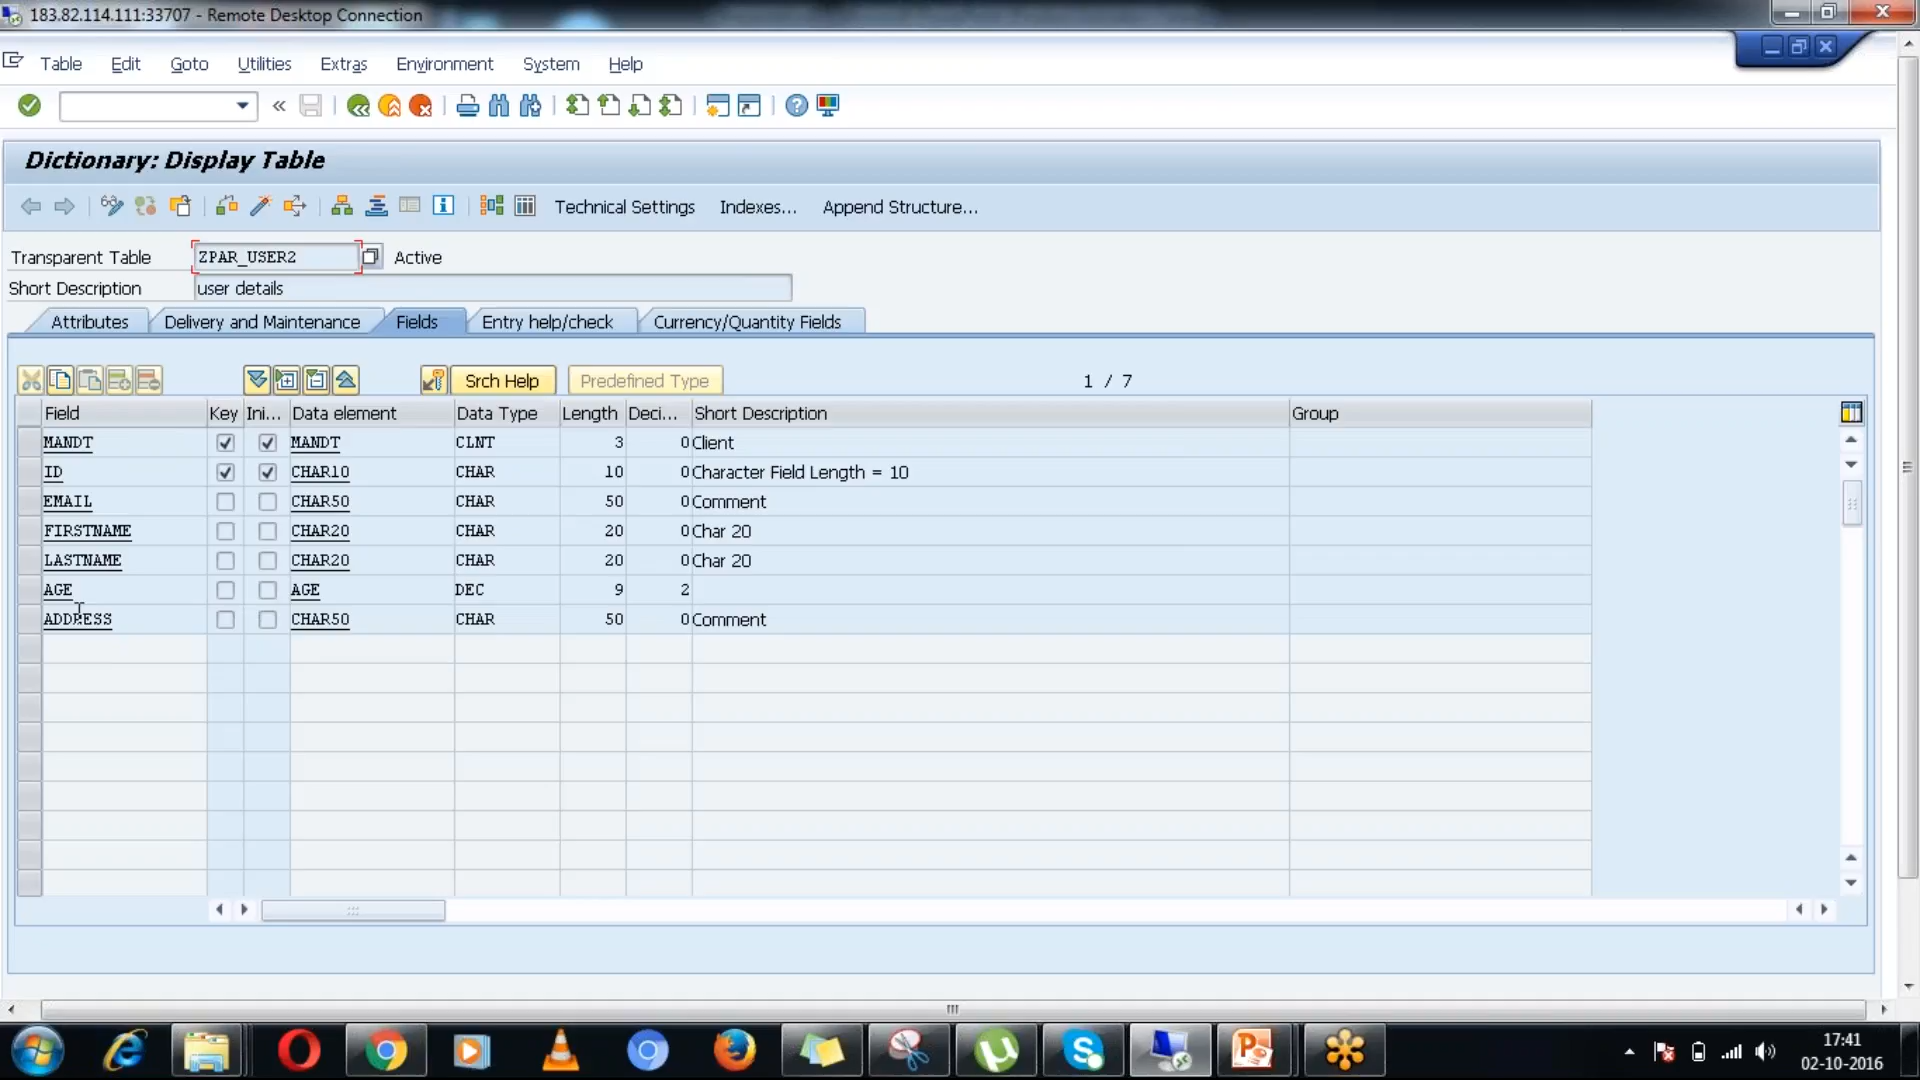 183.82.114.111:33707 - Remote Desktop Connection
Table Edit Goto Utilities Extras Environment System Help
Dictionary: Display Table
Technical Settings Indexes... Append Structure...
Transparent Table ZPAR_USER2 Active
Short Description user details
Attributes Delivery and Maintenance Fields Entry help/check Currency/Quantity Fields
Srch Help Predefined Type 1 / 7
Field Key Ini... Data element Data Type Length Deci... Short Description Group
MANDT MANDT CLNT 3 0 Client
ID CHAR10 CHAR 10 0 Character Field Length = 10
EMAIL CHAR50 CHAR 50 0 Comment
FIRSTNAME CHAR20 CHAR 20 0 Char 20
LASTNAME CHAR20 CHAR 20 0 Char 20
AGE AGE DEC 9 2
ADDRESS CHAR50 CHAR 50 0 Comment
17:41
02-10-2016